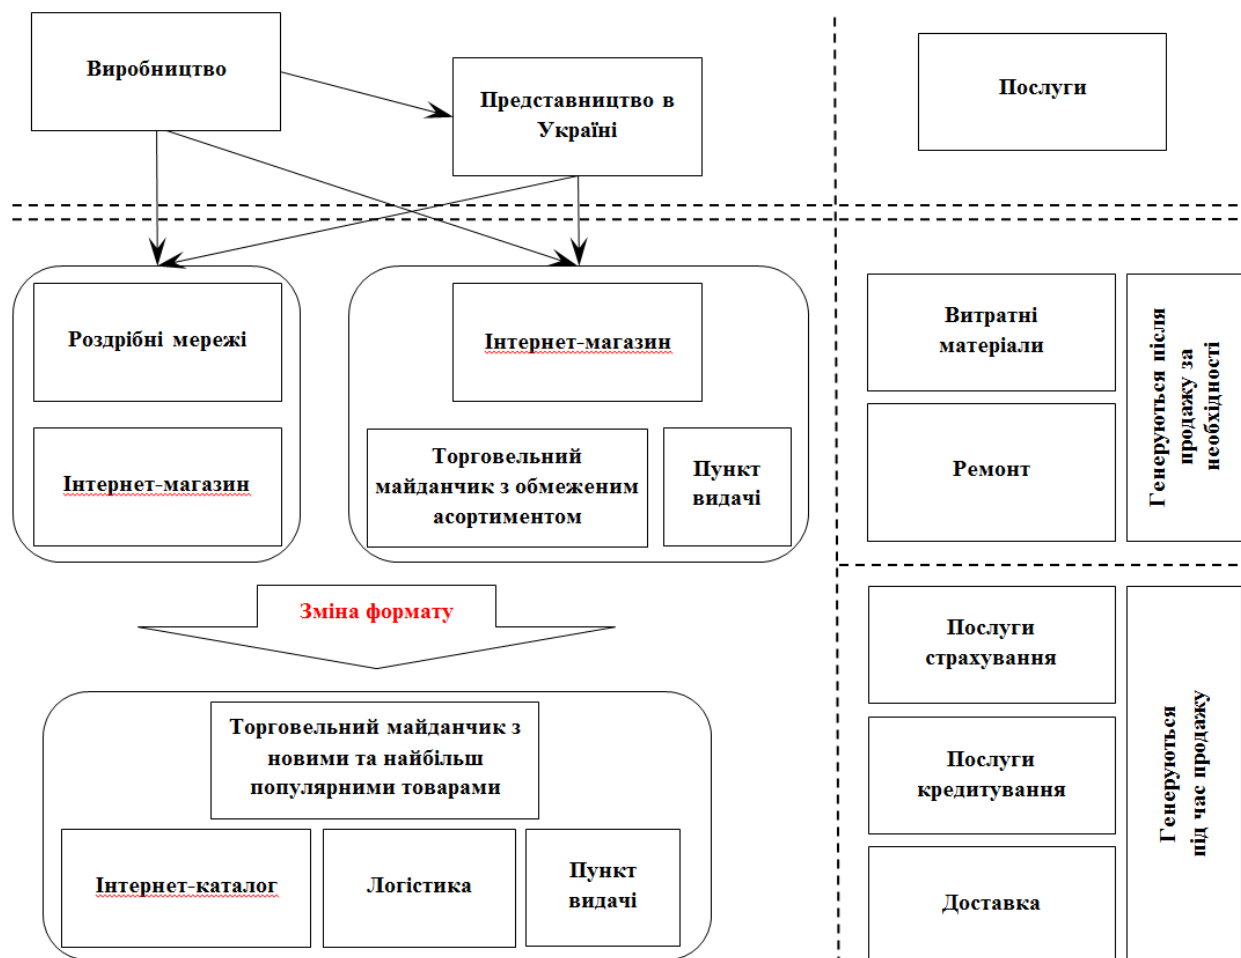 Виробництво
Представництво в
Україні
Послуги
Роздрібні мережі
Інтернет-магазин
Інтернет-магазин
Торговельний
майданчик з обмеженим
асортиментом
Пункт
видачі
Витратні
матеріали
Ремонт
Генеруються після
продажу за
необхідності
Зміна формату
Торговельний майданчик з
новими та найбільш
популярними товарами
Інтернет-каталог
Логістика
Пункт
видачі
Послуги
страхування
Послуги
кредитування
Доставка
Генеруються
під час продажу